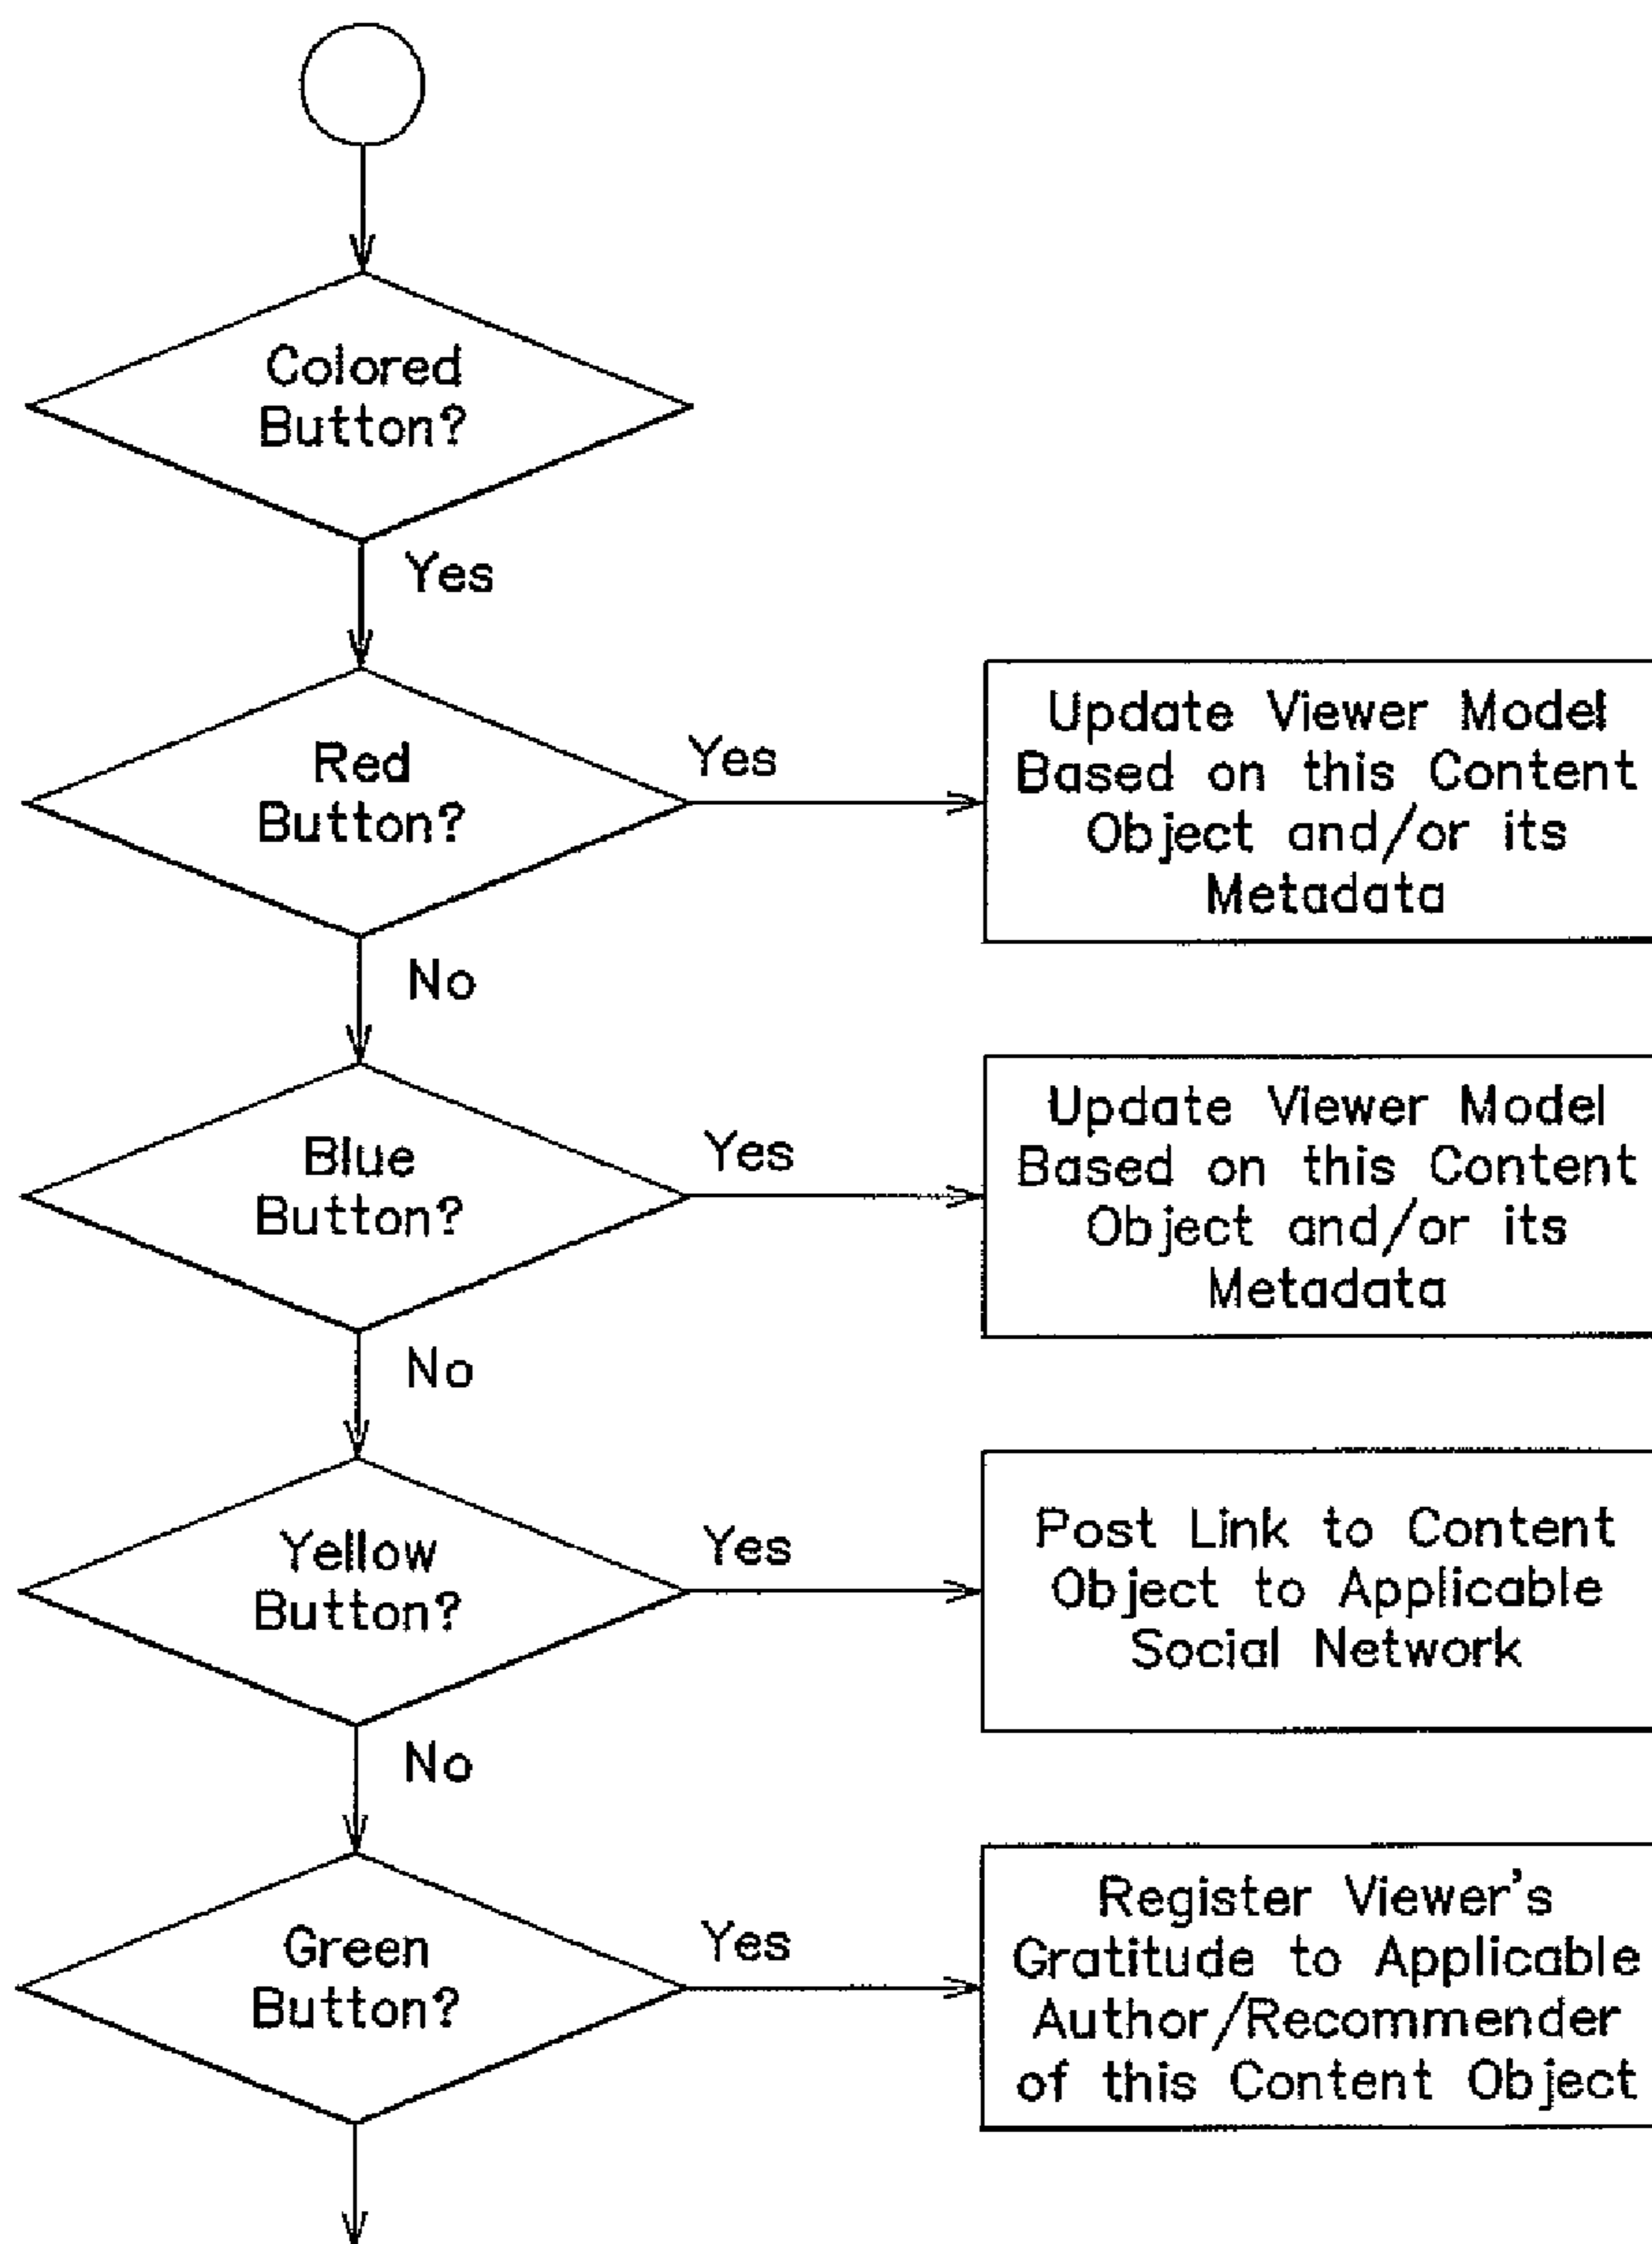 Colored
Button?
Yes
Red
Button?
Yes
Update Viewer Model
Based on this Content
Object and/or its
Metadata
No
Blue
Button?
Yes
Update Viewer Model
Based on this Content
Object and/or its
Metadata
No
Yellow
Button?
Yes
Post Link to Content
Object to Applicable
Social Network
No
Green
Button?
Yes
Register Viewer's
Gratitude to Applicable
Author/Recommender
of this Content Object